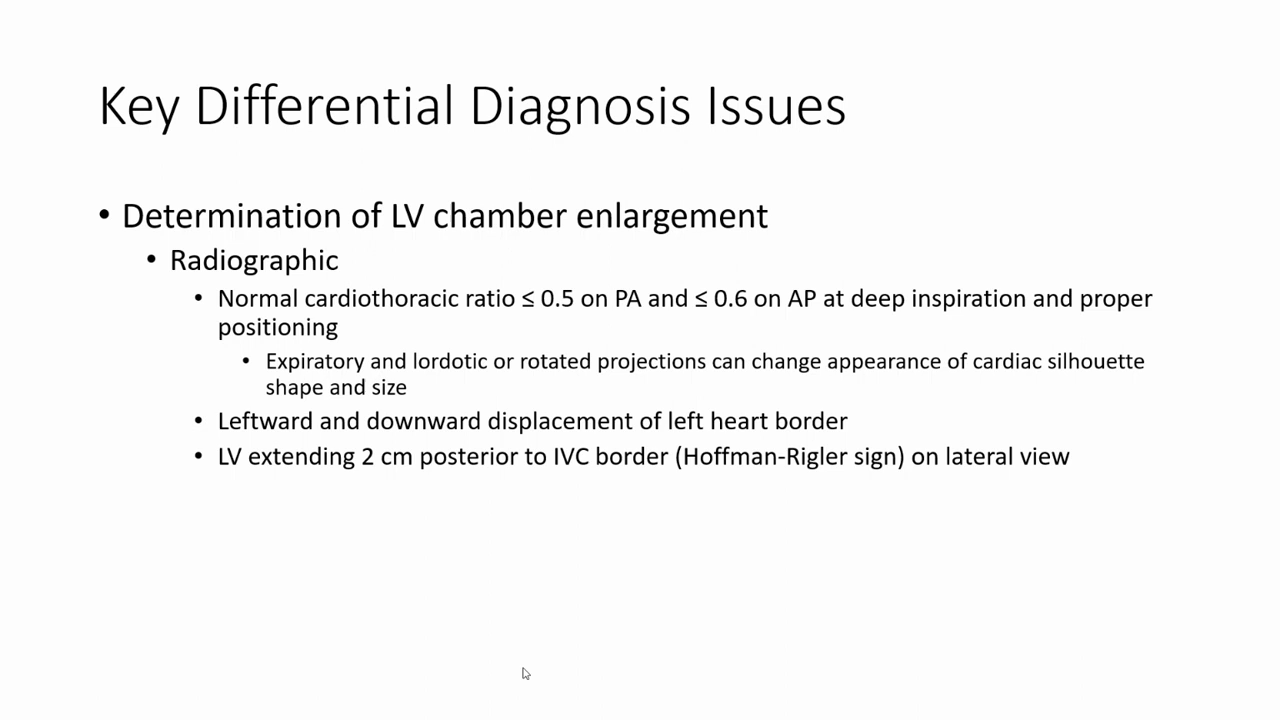 Key Differential Diagnosis Issues
• Determination of LV chamber enlargement
• Radiographic
• Normal cardiothoracic ratio ≤ 0.5 on PA and ≤ 0.6 on AP at deep inspiration and proper
positioning
• Expiratory and lordotic or rotated projections can change appearance of cardiac silhouette
shape and size
• Leftward and downward displacement of left heart border
• LV extending 2 cm posterior to IVC border (Hoffman-Rigler sign) on lateral view